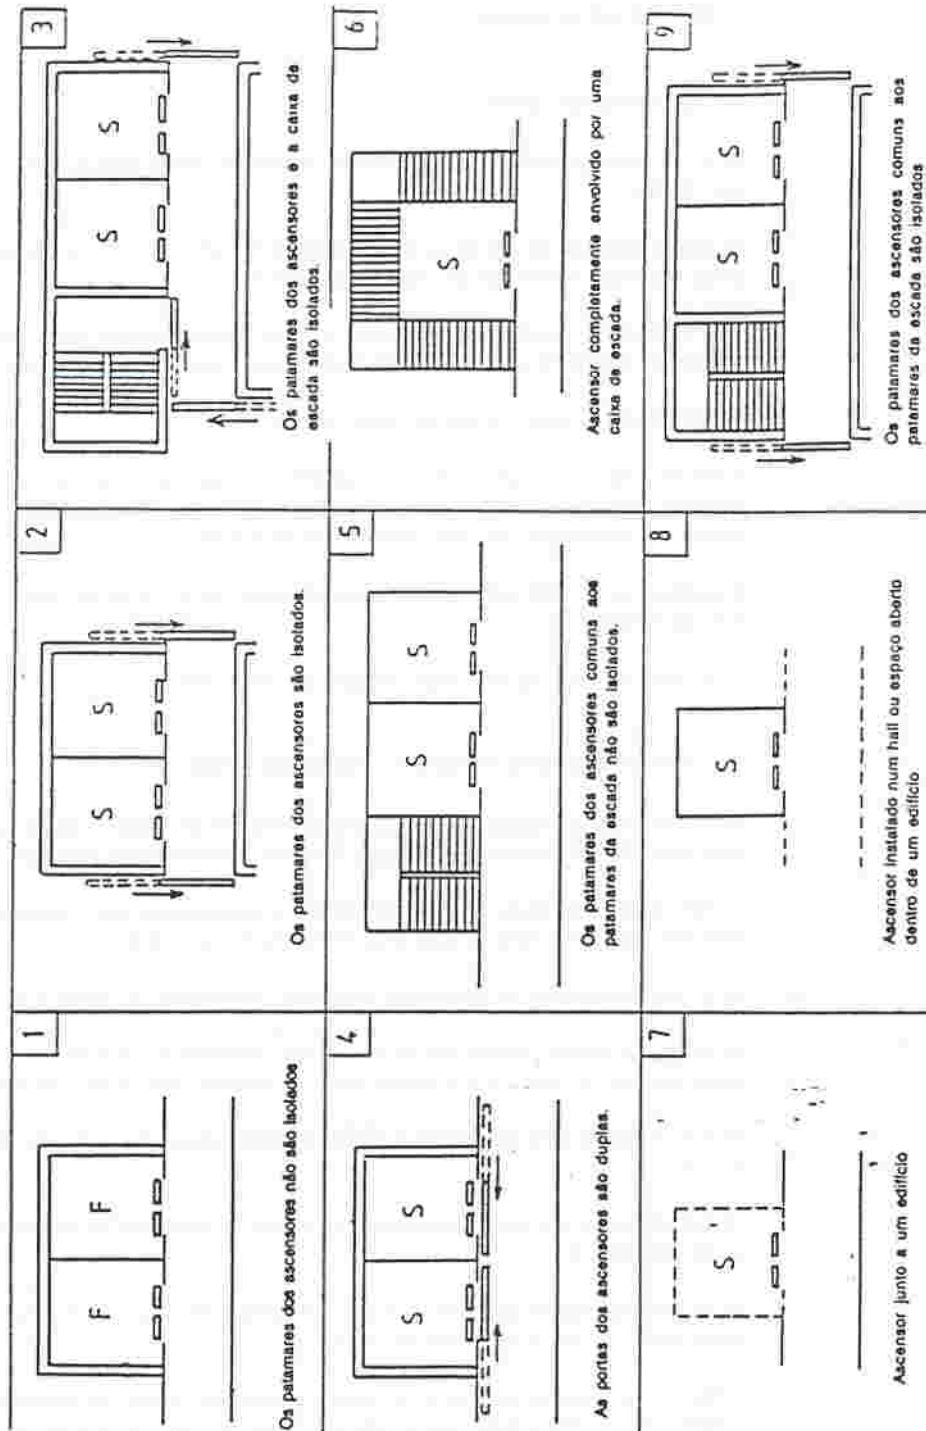 1
F
F
Os patamares dos ascensores não são isolados
2
S
S
Os patamares dos ascensores são isolados.
3
S
S
Os patamares dos ascensores e a caixa de
escada são isolados.
4
S
S
As portas dos ascensores são duplas.
5
S
S
Os patamares dos ascensores comuns aos
patamares da escada não são isolados.
6
S
Ascensor completamente envolvido por uma
caixa de escada.
7
S
Ascensor junto a um edifício
8
S
Ascensor instalado num hall ou espaço aberto
dentro de um edifício
9
S
S
Os patamares dos ascensores comuns aos
patamares da escada são isolados